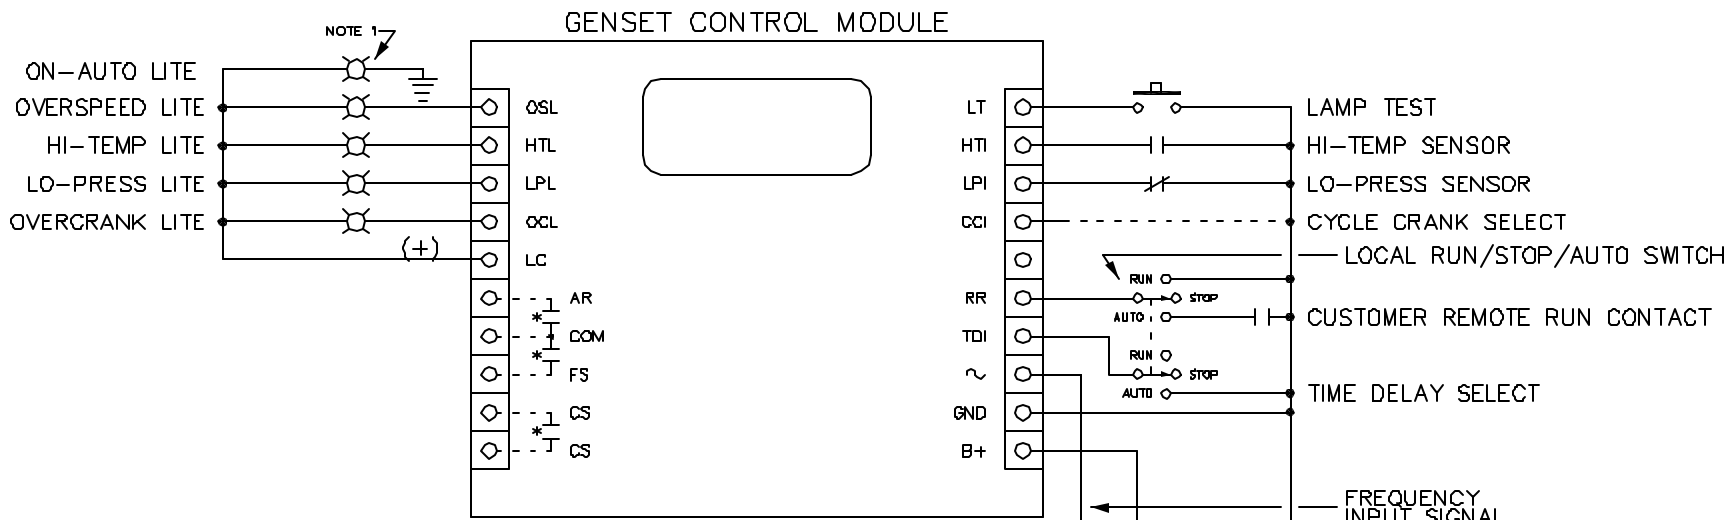 GENSET CONTROL MODULE
NOTE 1
ON-AUTO LITE
OVERSPEED LITE
HI-TEMP LITE
LO-PRESS LITE
OVERCRANK LITE
(+)
OSL
HTL
LPL
OCL
LC
AR
*
COM
*
FS
CS
*
CS
LT
HTI
LPI
CCI
RR
TDI
~
GND
B+
LAMP TEST
HI-TEMP SENSOR
LO-PRESS SENSOR
CYCLE CRANK SELECT
LOCAL RUN/STOP/AUTO SWITCH
RUN
STOP
AUTO
CUSTOMER REMOTE RUN CONTACT
RUN
STOP
AUTO
TIME DELAY SELECT
FREQUENCY
INPUT SIGNAL